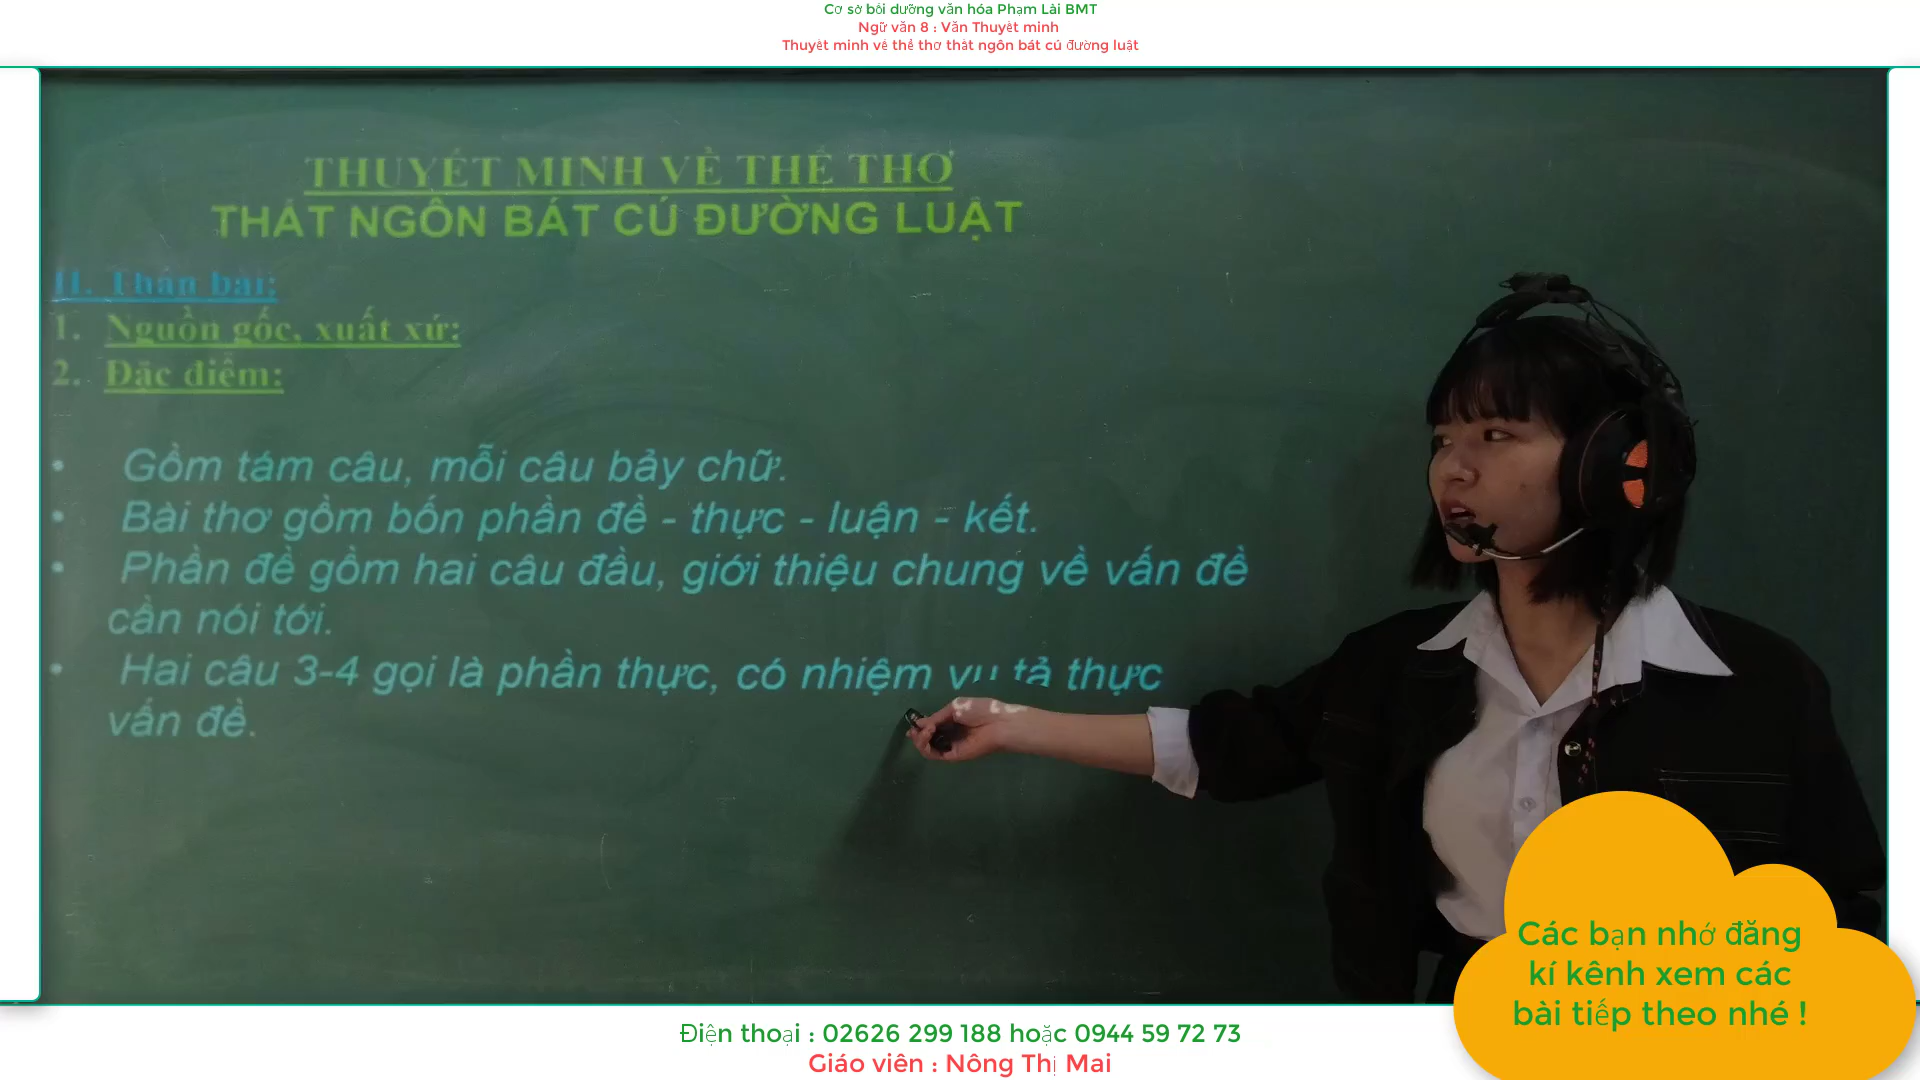 Cơ sở bồi dưỡng văn hóa Phạm Lài BMT
Ngữ văn 8 : Văn Thuyết minh
Thuyết minh về thể thơ thất ngôn bát cú đường luật
THUYẾT MINH VỀ THỂ THƠ
THẤT NGÔN BÁT CÚ ĐƯỜNG LUẬT
II. Thân bài:
1. Nguồn gốc, xuất xứ:
2. Đặc điểm:
• Gồm tám câu, mỗi câu bảy chữ.
• Bài thơ gồm bốn phần đề - thực - luận - kết.
• Phần đề gồm hai câu đầu, giới thiệu chung về vấn đề
cần nói tới.
• Hai câu 3-4 gọi là phần thực, có nhiệm vụ tả thực
vấn đề.
Các bạn nhớ đăng
kí kênh xem các
bài tiếp theo nhé !
Điện thoại : 02626 299 188 hoặc 0944 59 72 73
Giáo viên : Nông Thị Mai